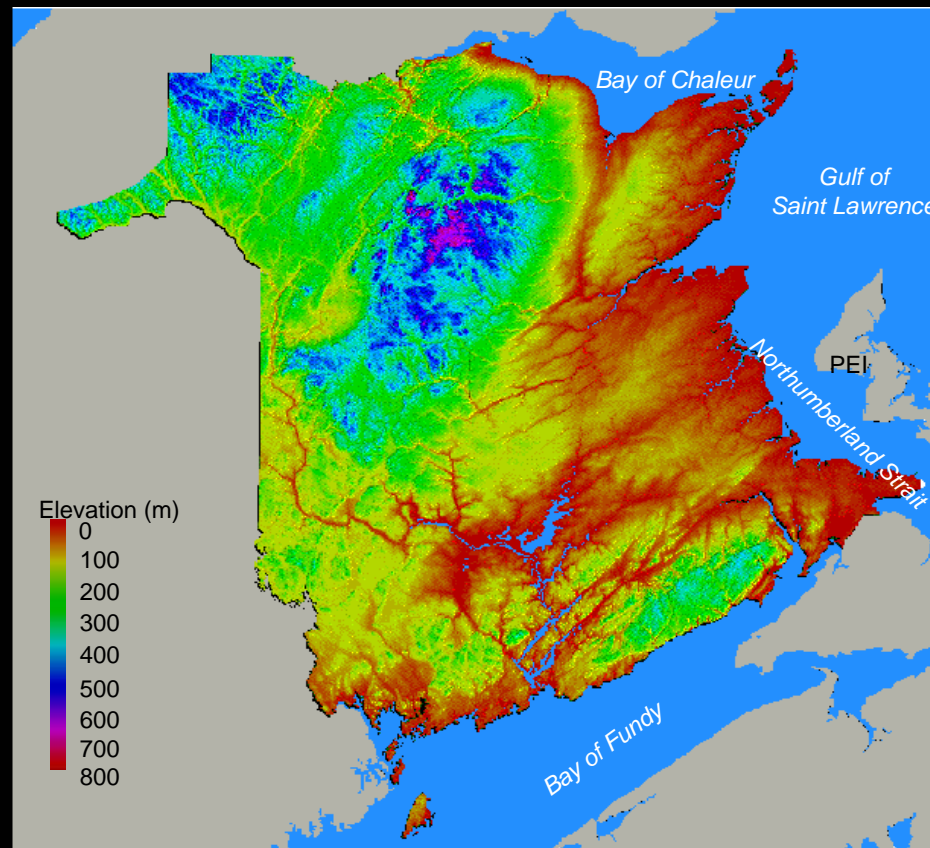 Bay of Chaleur
Gulf of
Saint Lawrence
PEI
Northumberland Strait
Elevation (m)
0
100
200
300
400
500
600
700
800
Bay of Fundy